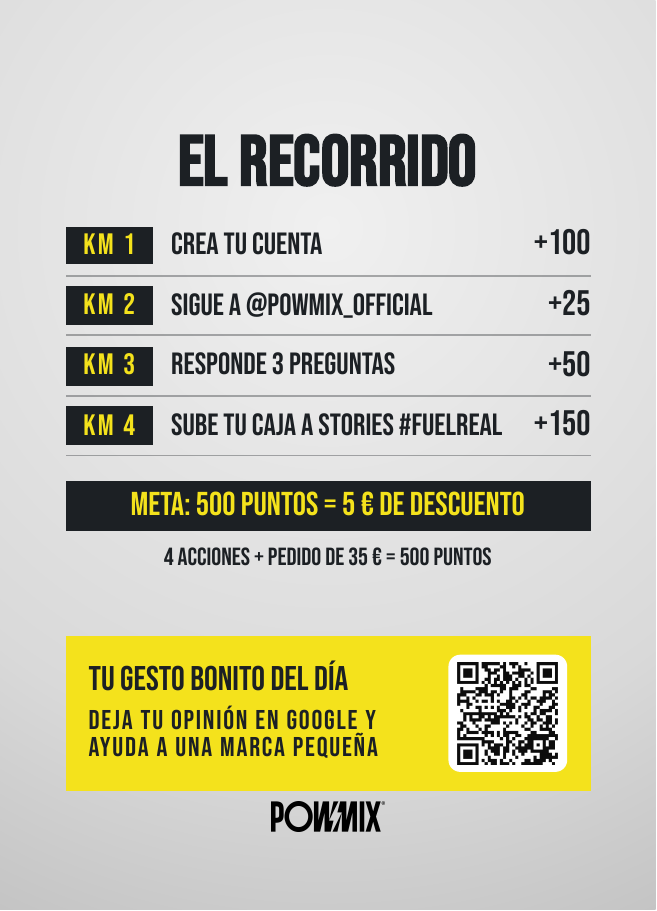 EL RECORRIDO
KM 1 CREA TU CUENTA +100
KM 2 SIGUE A @POWMIX_OFFICIAL +25
KM 3 RESPONDE 3 PREGUNTAS +50
KM 4 SUBE TU CAJA A STORIES #FUELREAL +150
META: 500 PUNTOS = 5 € DE DESCUENTO
4 ACCIONES + PEDIDO DE 35 € = 500 PUNTOS
TU GESTO BONITO DEL DÍA
DEJA TU OPINIÓN EN GOOGLE Y
AYUDA A UNA MARCA PEQUEÑA
POWMIX®